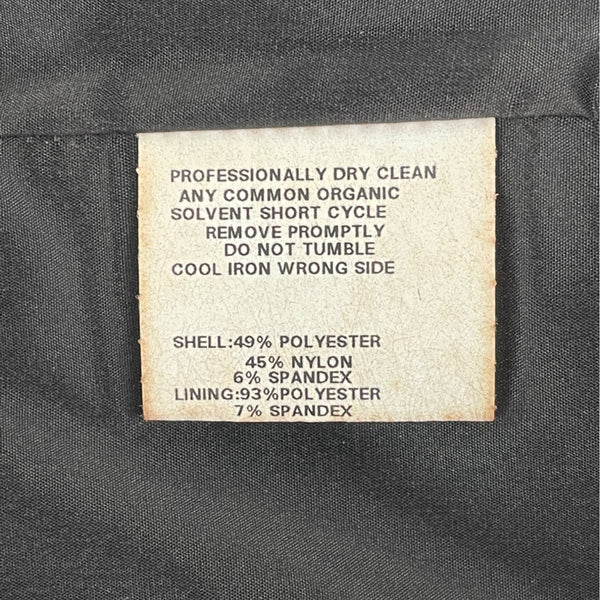 PROFESSIONALLY DRY CLEAN
ANY COMMON ORGANIC
SOLVENT SHORT CYCLE
REMOVE PROMPTLY
DO NOT TUMBLE
COOL IRON WRONG SIDE
SHELL:49% POLYESTER
45% NYLON
6% SPANDEX
LINING:93%POLYESTER
7% SPANDEX